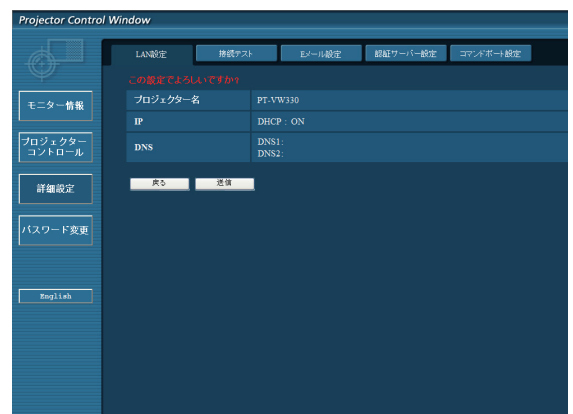 Projector Control Window
LAN設定 接続テスト Eメール設定 認証サーバー設定 コマンドポート設定
この設定でよろしいですか?
モニター情報
プロジェクター
コントロール
詳細設定
パスワード変更
English
プロジェクター名 PT-VW330
IP DHCP : ON
DNS DNS1:
DNS2:
戻る 送信